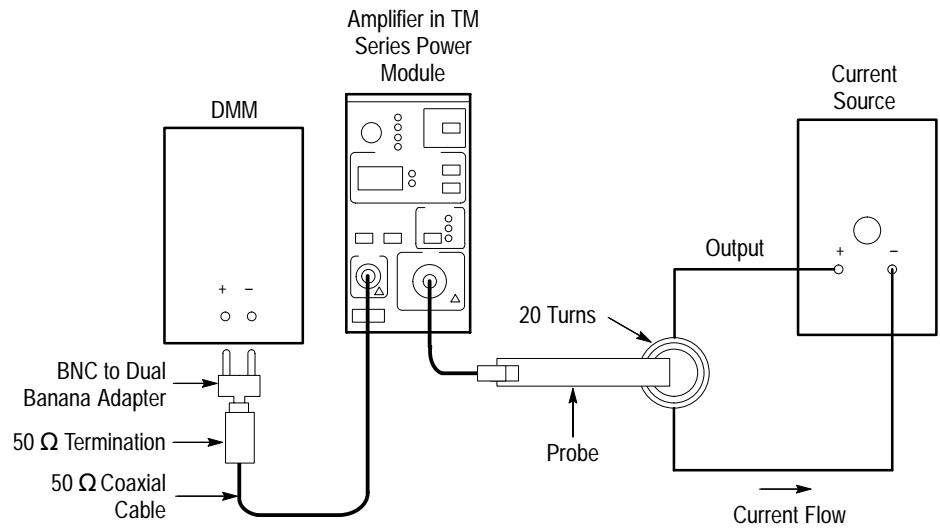 Amplifier in TM
Series Power
Module
DMM
Current
Source
Output
+ −
+ −
20 Turns
BNC to Dual
Banana Adapter
50 Ω Termination
Probe
50 Ω Coaxial
Cable
Current Flow